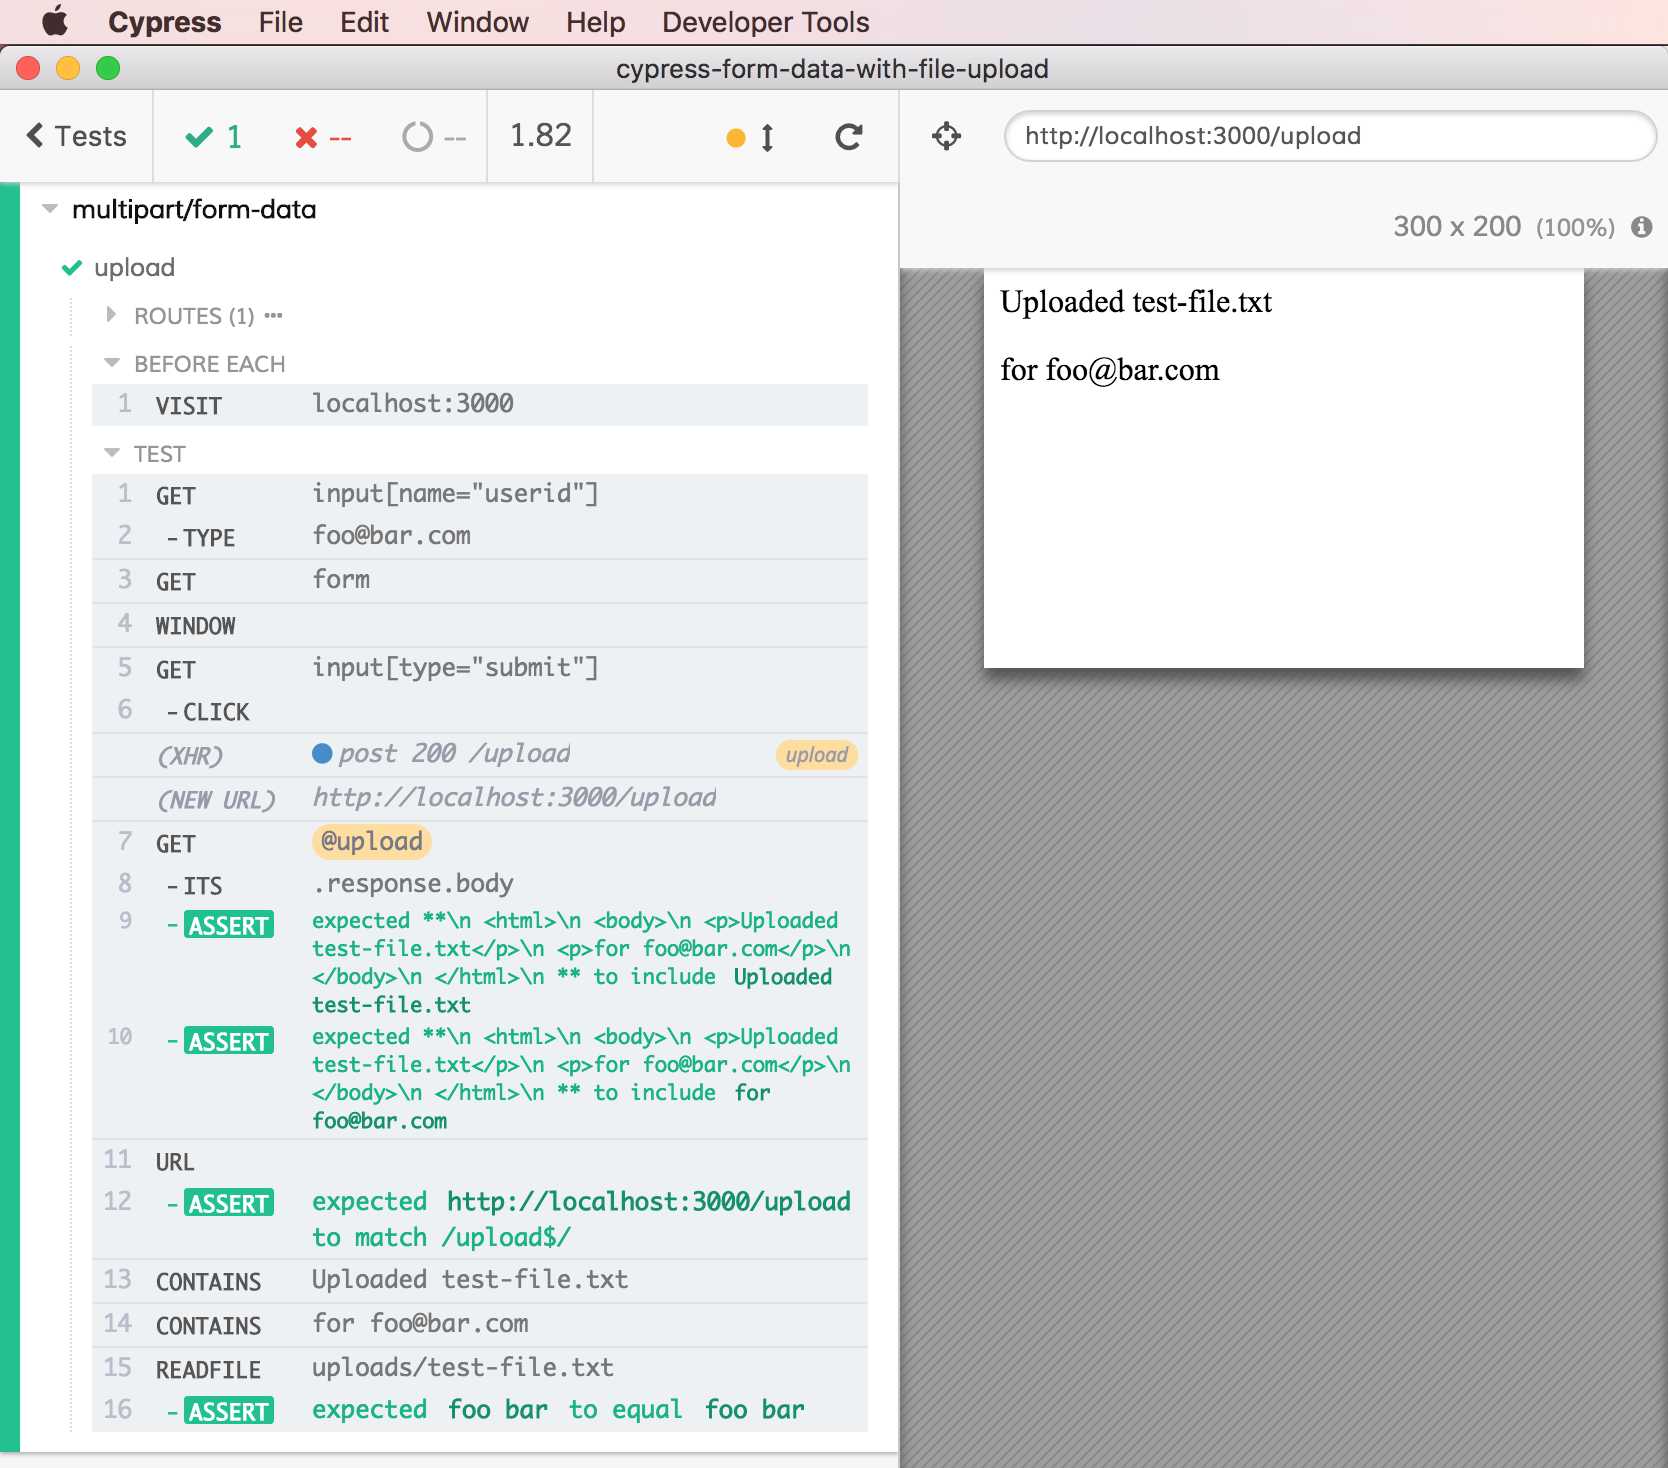 Cypress File Edit Window Help Developer Tools
cypress-form-data-with-file-upload
Tests 1 -- -- 1.82
http://localhost:3000/upload
300 x 200 (100%)
multipart/form-data
upload
ROUTES (1)
BEFORE EACH
1 VISIT localhost:3000
TEST
1 GET input[name="userid"]
2 -TYPE foo@bar.com
3 GET form
4 WINDOW
5 GET input[type="submit"]
6 -CLICK
(XHR) post 200 /upload upload
(NEW URL) http://localhost:3000/upload
7 GET @upload
8 -ITS .response.body
9 -ASSERT expected **\n <html>\n <body>\n <p>Uploaded
test-file.txt</p>\n <p>for foo@bar.com</p>\n
</body>\n </html>\n ** to include Uploaded
test-file.txt
10 -ASSERT expected **\n <html>\n <body>\n <p>Uploaded
test-file.txt</p>\n <p>for foo@bar.com</p>\n
</body>\n </html>\n ** to include for
foo@bar.com
11 URL
12 -ASSERT expected http://localhost:3000/upload
to match /upload$/
13 CONTAINS Uploaded test-file.txt
14 CONTAINS for foo@bar.com
15 READFILE uploads/test-file.txt
16 -ASSERT expected foo bar to equal foo bar
Uploaded test-file.txt
for foo@bar.com